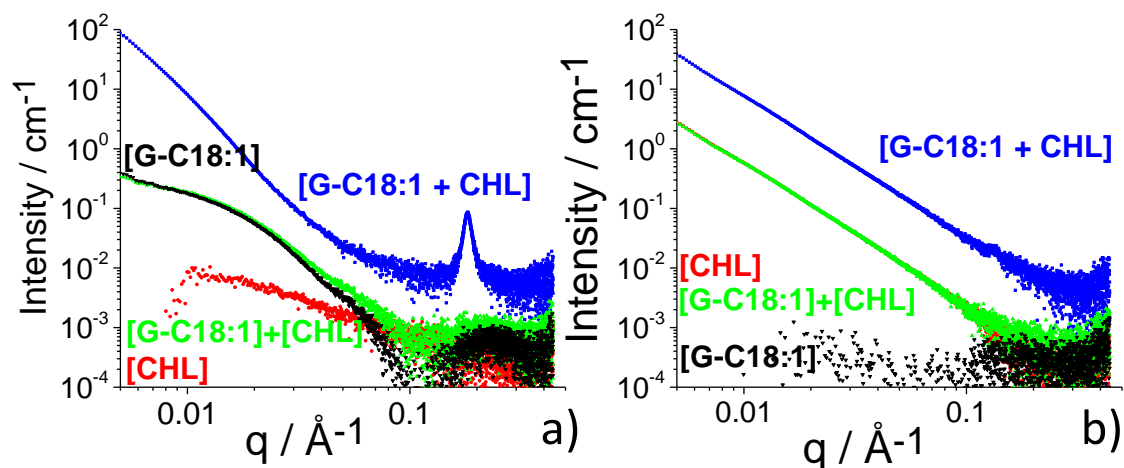 Intensity / cm-1
102
101
100
10-1
10-2
10-3
10-4
[G-C18:1]
[G-C18:1 + CHL]
[G-C18:1]+[CHL]
[CHL]
0.01
0.1
q / Å-1
a)
Intensity / cm-1
102
101
100
10-1
10-2
10-3
10-4
[G-C18:1 + CHL]
[CHL]
[G-C18:1]+[CHL]
[G-C18:1]
0.01
0.1
q / Å-1
b)